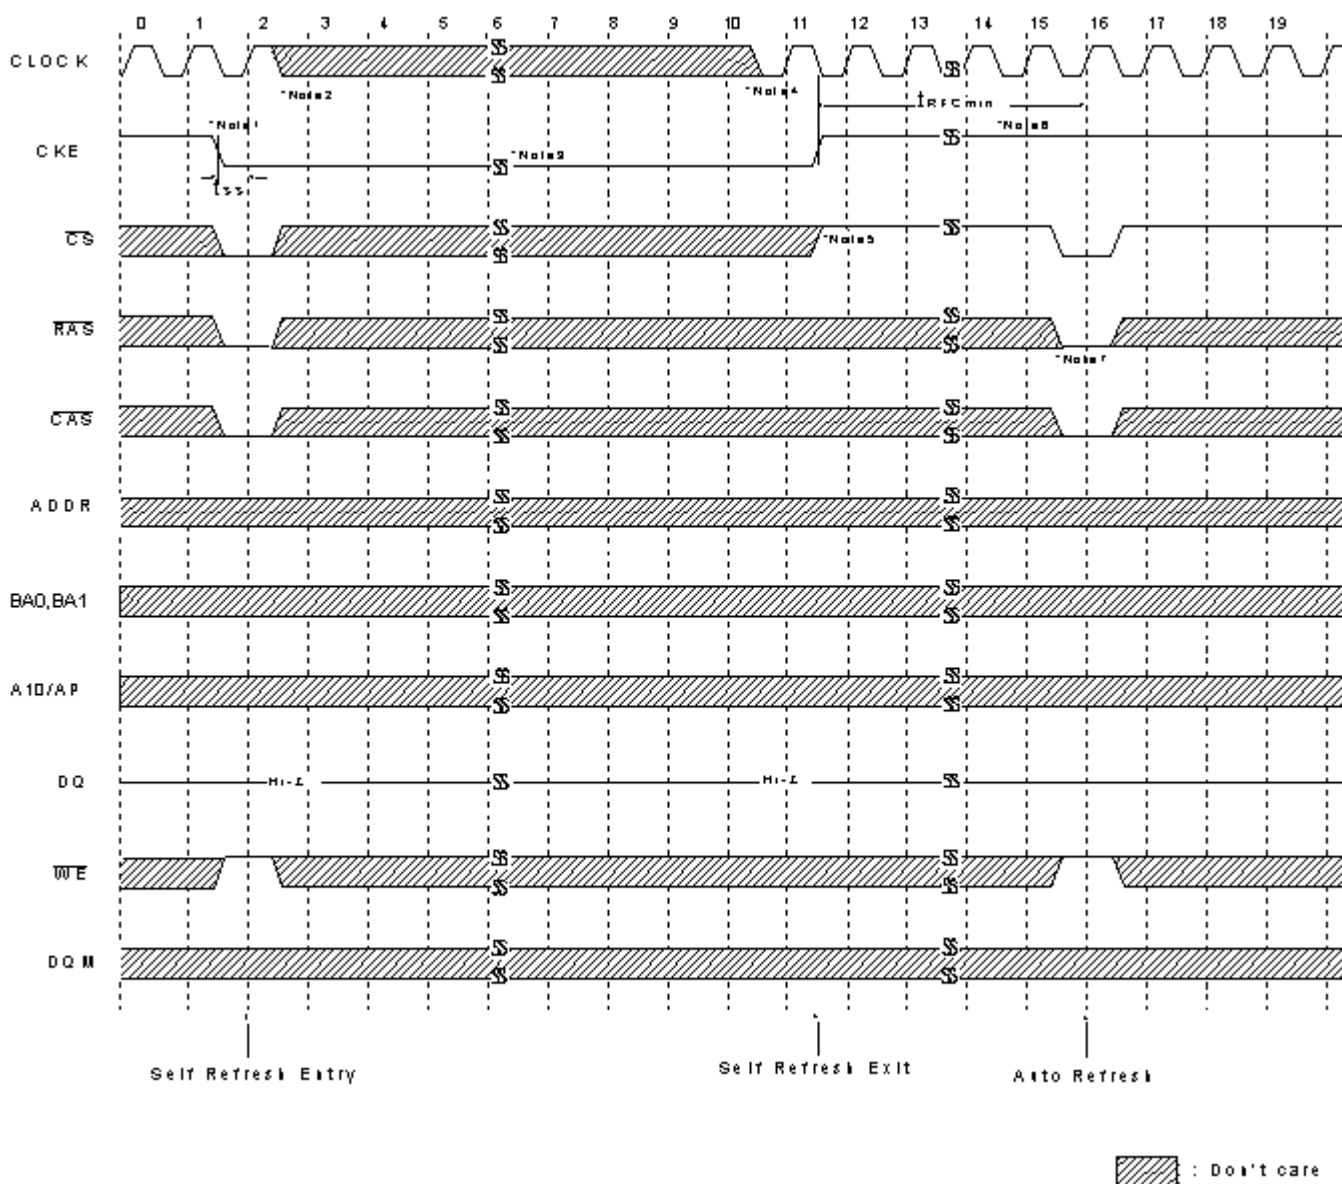 0 1 2 3 4 5 6 7 8 9 10 11 12 13 14 15 16 17 18 19
CLOCK
*Note2
*Note4
tRFCmin
*Note1
*Note6
CKE
*Note3
tSS
CS
*Note5
RAS
*Note7
CAS
ADDR
BA0,BA1
A10/AP
DQ
Hi-Z
Hi-Z
WE
DQM
Self Refresh Entry
Self Refresh Exit
Auto Refresh
: Don't care